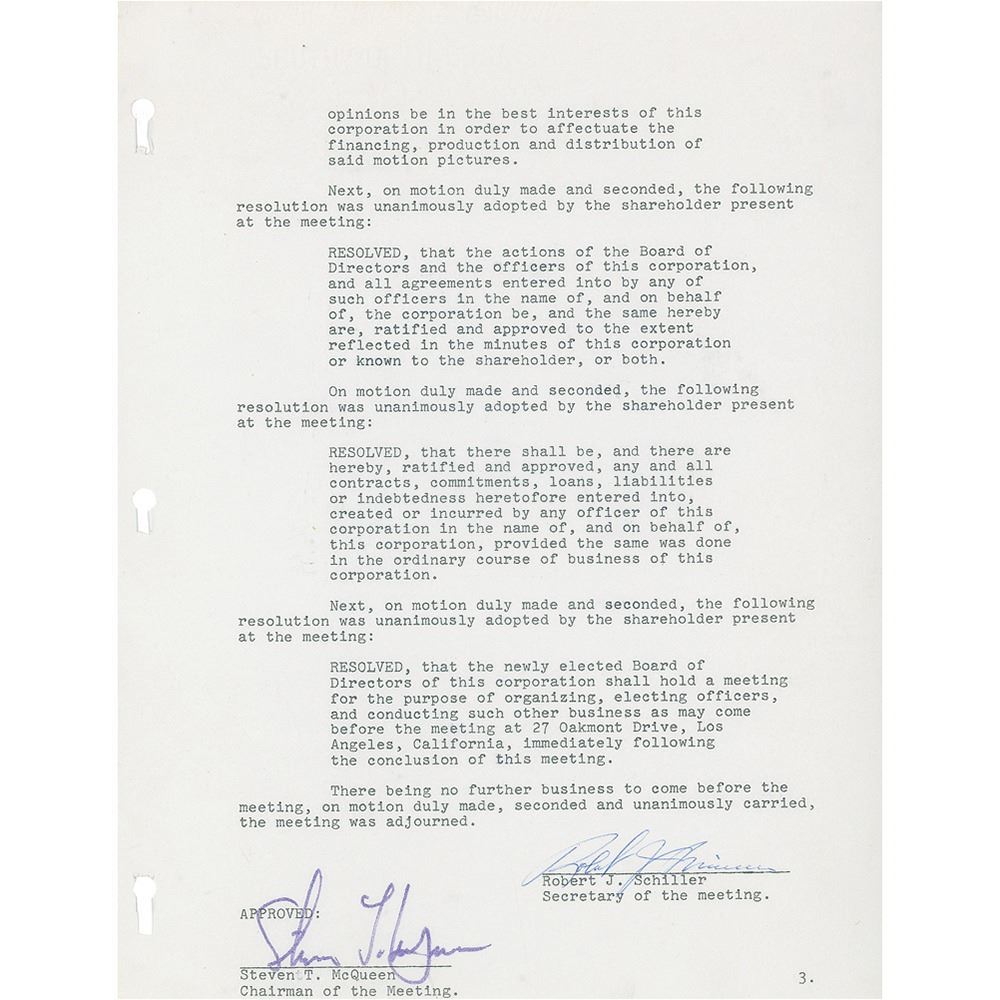 opinions be in the best interests of this
corporation in order to affectuate the
financing, production and distribution of
said motion pictures.
Next, on motion duly made and seconded, the following
resolution was unanimously adopted by the shareholder present
at the meeting:
RESOLVED, that the actions of the Board of
Directors and the officers of this corporation,
and all agreements entered into by any of
such officers in the name of, and on behalf
of, the corporation be, and the same hereby
are, ratified and approved to the extent
reflected in the minutes of this corporation
or known to the shareholder, or both.
On motion duly made and seconded, the following
resolution was unanimously adopted by the shareholder present
at the meeting:
RESOLVED, that there shall be, and there are
hereby, ratified and approved, any and all
contracts, commitments, loans, liabilities
or indebtedness heretofore entered into,
created or incurred by any officer of this
corporation in the name of, and on behalf of,
this corporation, provided the same was done
in the ordinary course of business of this
corporation.
Next, on motion duly made and seconded, the following
resolution was unanimously adopted by the shareholder present
at the meeting:
RESOLVED, that the newly elected Board of
Directors of this corporation shall hold a meeting
for the purpose of organizing, electing officers,
and conducting such other business as may come
before the meeting at 27 Oakmont Drive, Los
Angeles, California, immediately following
the conclusion of this meeting.
There being no further business to come before the
meeting, on motion duly made, seconded and unanimously carried,
the meeting was adjourned.
Robert J. Schiller
Secretary of the meeting.
APPROVED:
Steven T. McQueen
Chairman of the Meeting.
3.